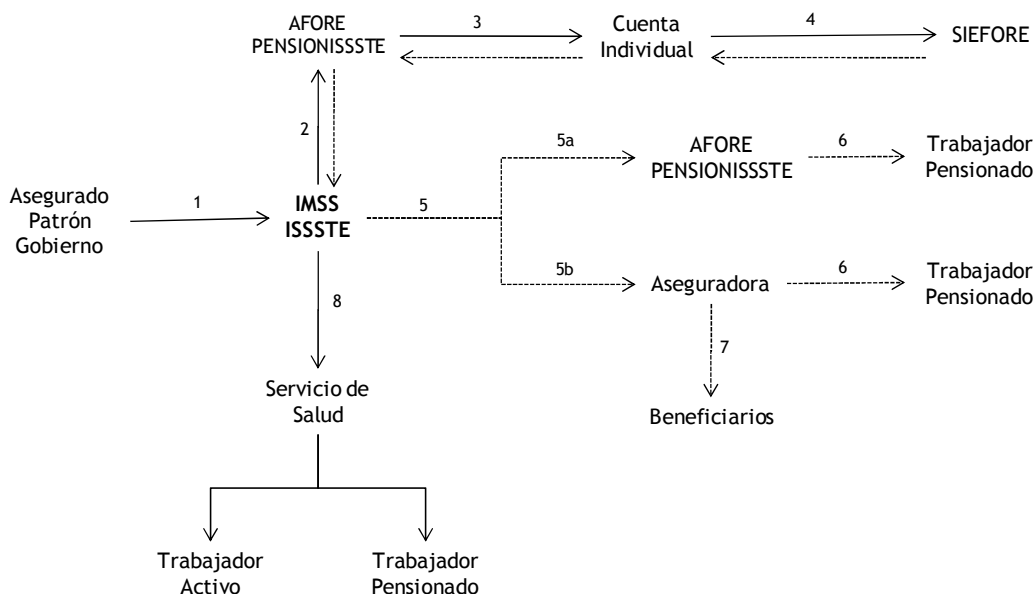 AFORE
PENSIONISSSTE
3
Cuenta
Individual
4
SIEFORE
2
5a
AFORE
PENSIONISSSTE
6
Trabajador
Pensionado
Asegurado
Patrón
Gobierno
1
IMSS
ISSSTE
5
5b
Aseguradora
6
Trabajador
Pensionado
8
7
Servicio de
Salud
Beneficiarios
Trabajador
Activo
Trabajador
Pensionado